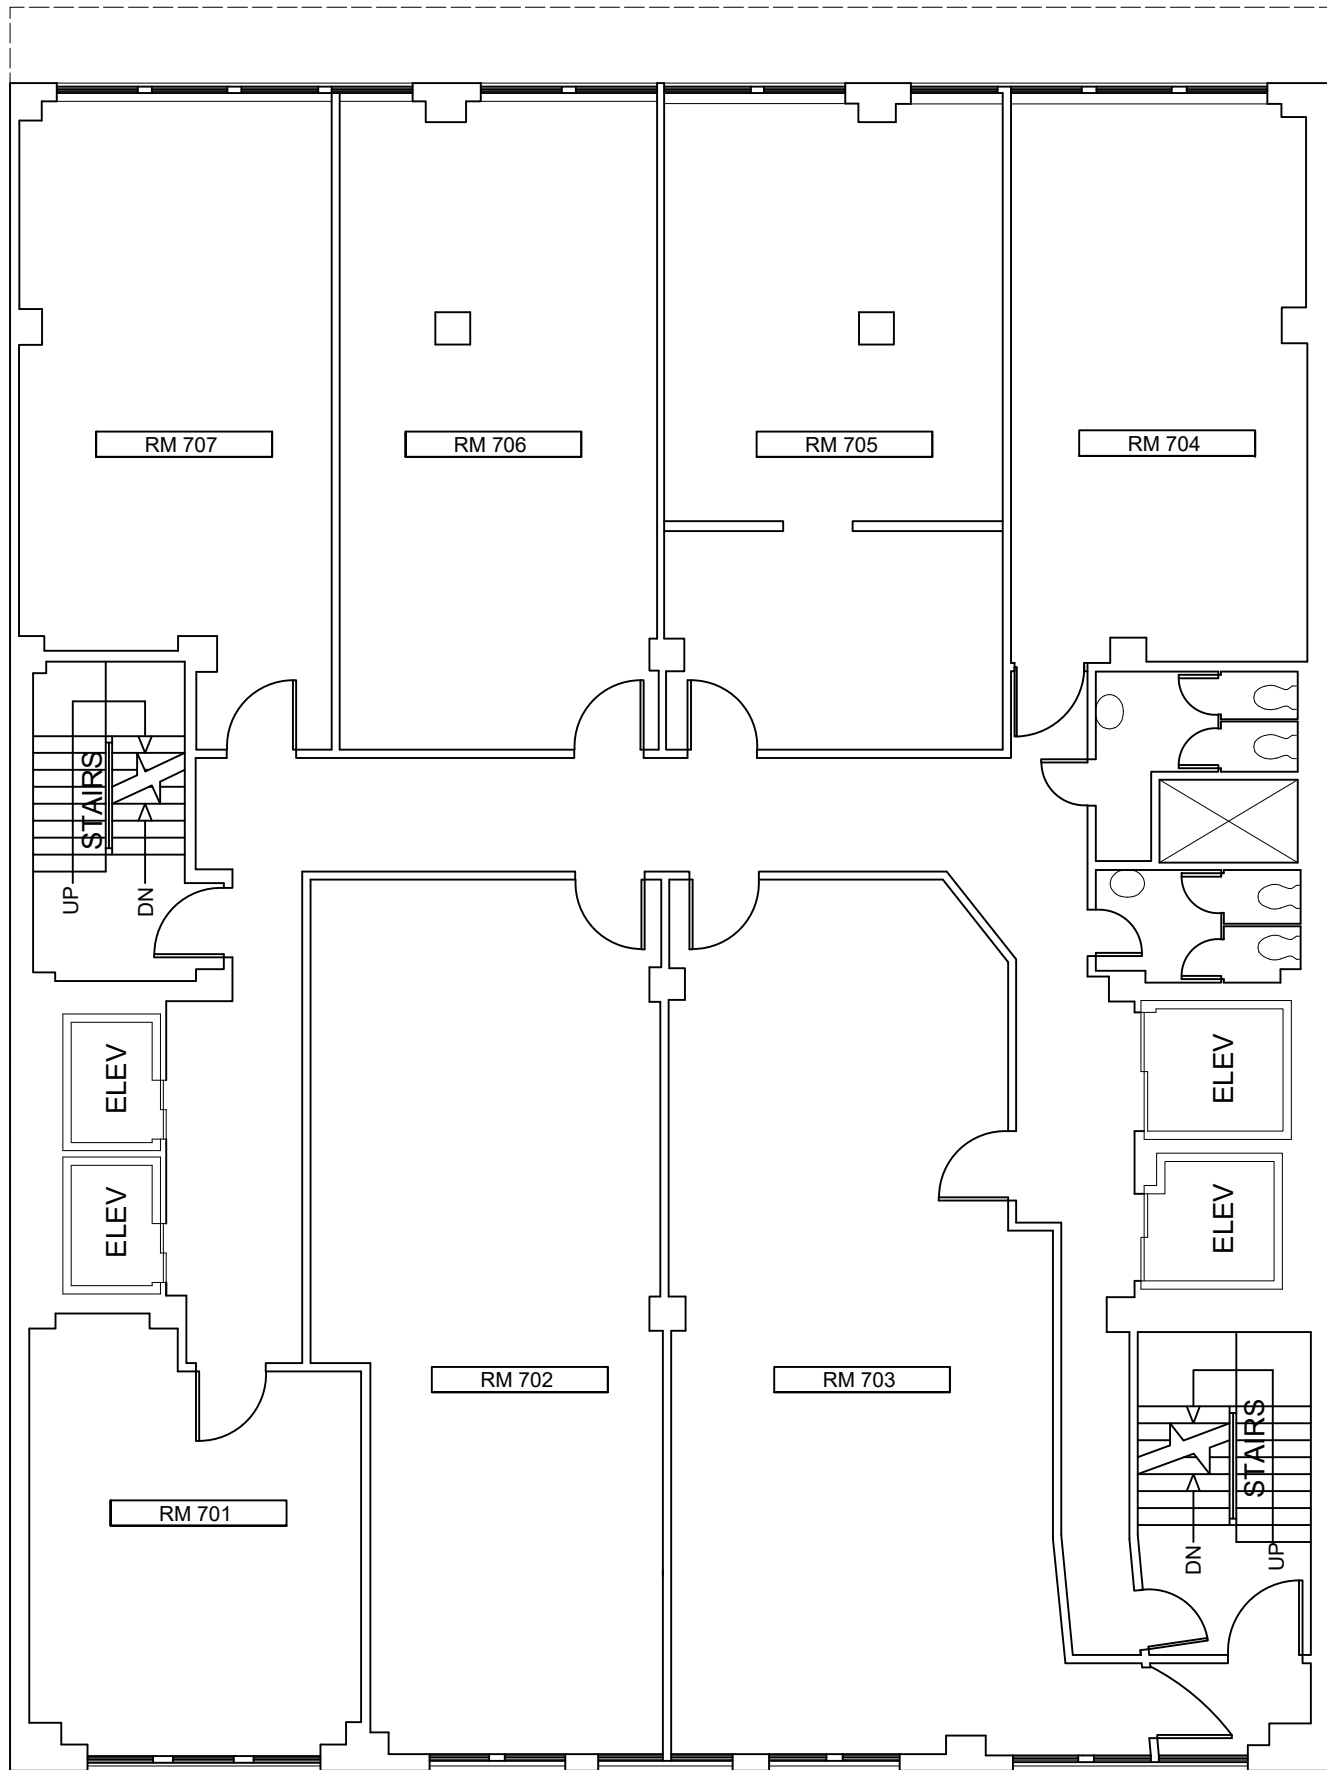 RM 707
RM 706
RM 705
RM 704
STAIRS
UP
DN
ELEV
ELEV
ELEV
ELEV
RM 702
RM 703
RM 701
STAIRS
DN
UP